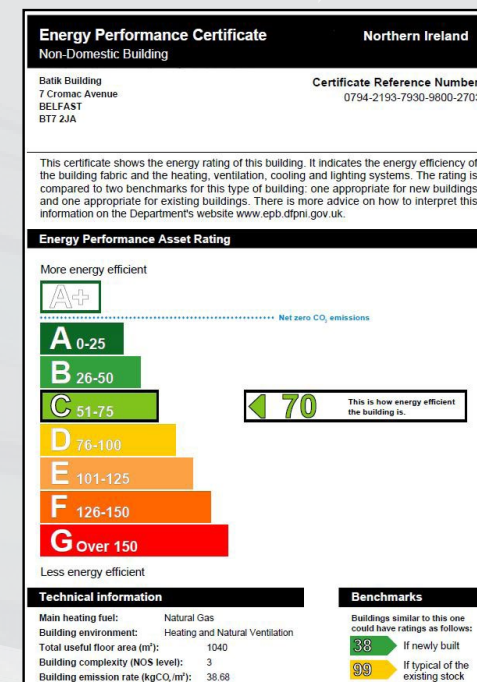 Energy Performance Certificate
Northern Ireland
Non-Domestic Building
Batik Building
7 Cromac Avenue
BELFAST
BT7 2JA
Certificate Reference Number
0794-2193-7930-9800-2703
This certificate shows the energy rating of this building. It indicates the energy efficiency of
the building fabric and the heating, ventilation, cooling and lighting systems. The rating is
compared to two benchmarks for this type of building: one appropriate for new buildings
and one appropriate for existing buildings. There is more advice on how to interpret this
information on the Department's website www.epb.dfpni.gov.uk.
Energy Performance Asset Rating
More energy efficient
A+
Net zero CO₂ emissions
A 0-25
B 26-50
C 51-75
70
This is how energy efficient
the building is.
D 76-100
E 101-125
F 126-150
G Over 150
Less energy efficient
Technical information
Main heating fuel: Natural Gas
Building environment: Heating and Natural Ventilation
Total useful floor area (m²): 1040
Building complexity (NOS level): 3
Building emission rate (kgCO₂/m²): 38.68
Benchmarks
Buildings similar to this one
could have ratings as follows:
38 If newly built
99 If typical of the
existing stock